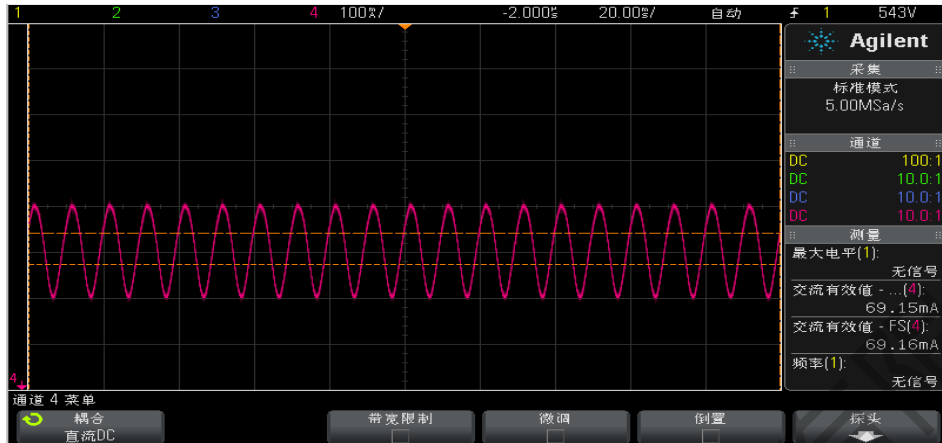 1 2 3 4 100%/ -2.000s 20.00%/ 自动 1 543V
Agilent
采集
标准模式
5.00MSa/s
通道
DC 100:1
DC 10.0:1
DC 10.0:1
DC 10.0:1
测量
最大电平(1):
无信号
交流有效值 - ...(4):
69.15mA
交流有效值 - FS(4):
69.16mA
频率(1):
无信号
4
通道 4 菜单
耦合
直流DC
带宽限制
微调
倒置
探头